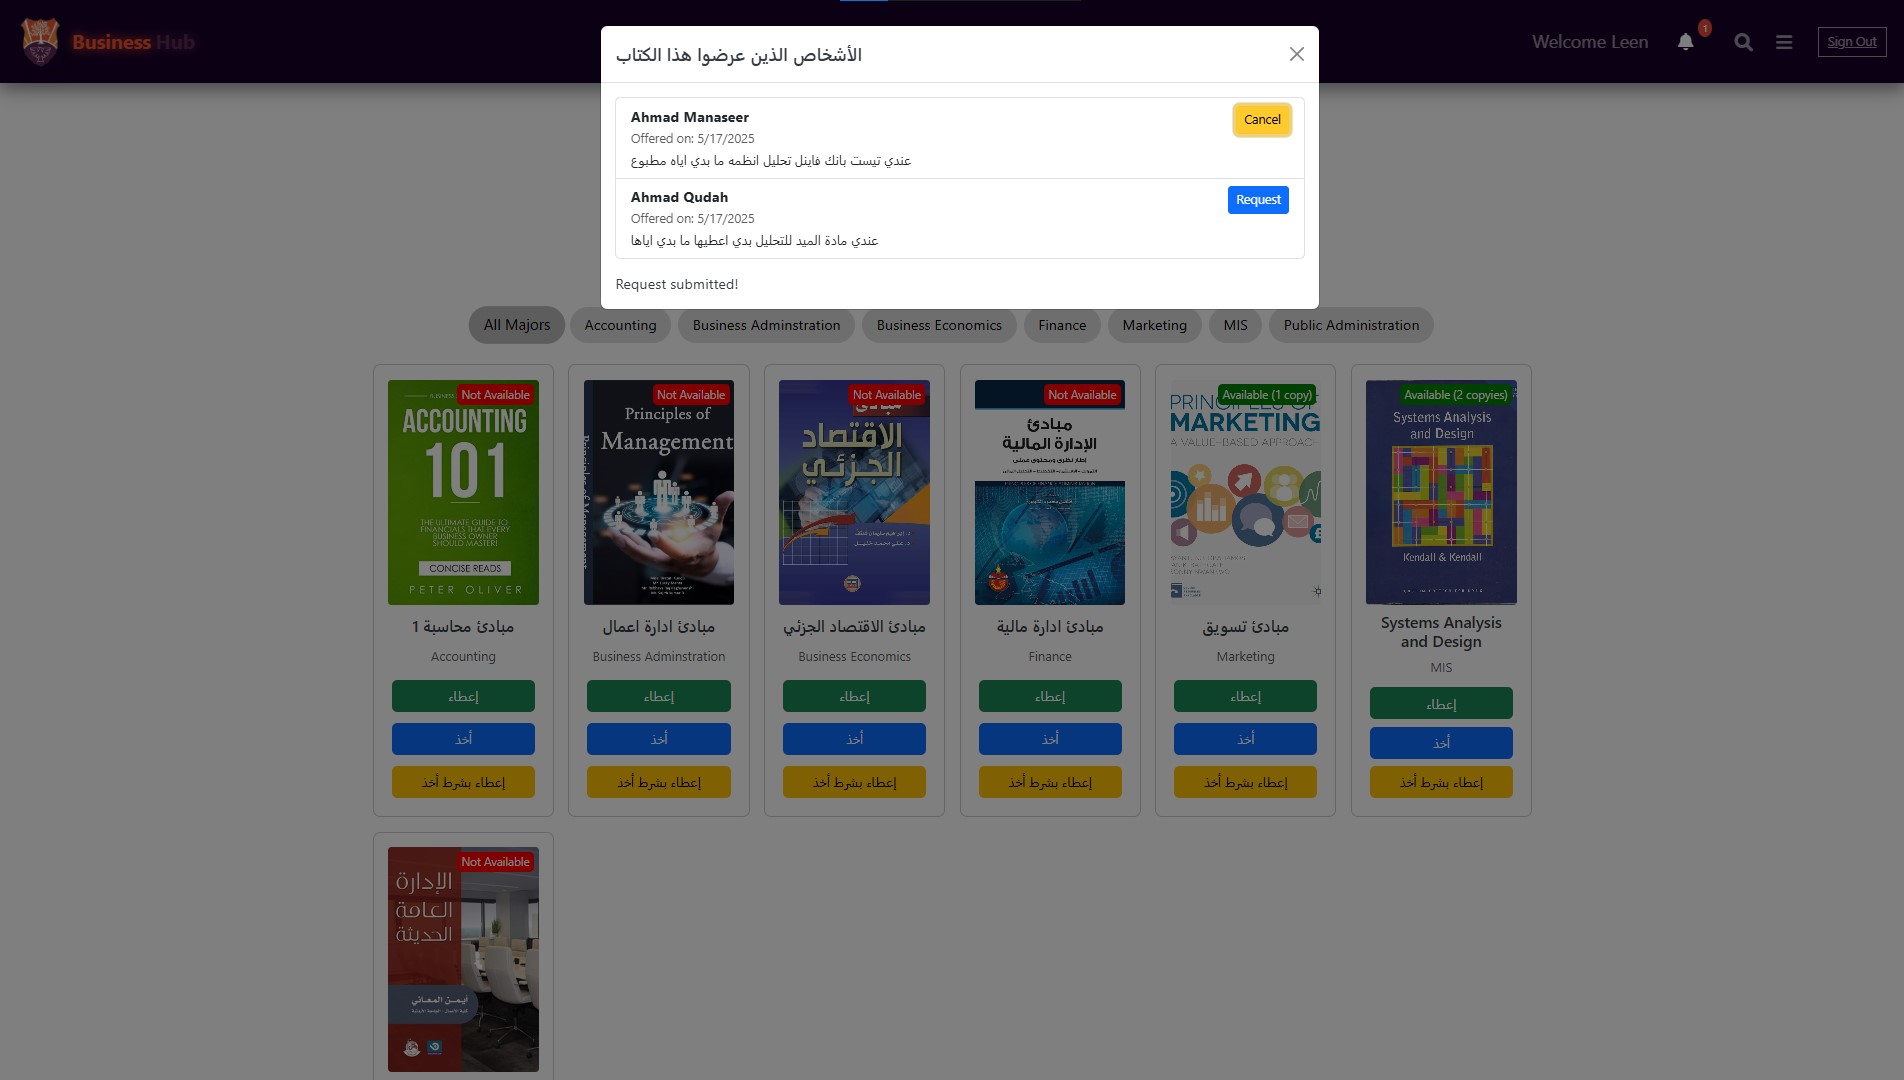 Business Hub
Welcome Leen
1
Sign Out
الأشخاص الذين عرضوا هذا الكتاب
Ahmad Manaseer
Cancel
Offered on: 5/17/2025
عندي تيست بانك فاينل تحليل انظمه ما بدي اياه مطبوع
Ahmad Qudah
Request
Offered on: 5/17/2025
عندي مادة الميد للتحليل بدي اعطيها ما بدي اياها
Request submitted!
All Majors
Accounting
Business Adminstration
Business Economics
Finance
Marketing
MIS
Public Administration
Not Available
ACCOUNTING
101
THE ULTIMATE GUIDE TO
FINANCIALS THAT EVERY
BUSINESS OWNER
SHOULD MASTER!
CONCISE READS
PETER OLIVER
مبادئ محاسبة 1
Accounting
إعطاء
أخذ
إعطاء بشرط أخذ
Not Available
Principles of
Management
مبادئ ادارة اعمال
Business Adminstration
إعطاء
أخذ
إعطاء بشرط أخذ
Not Available
مبادئ
الاقتصاد
الجزئي
مبادئ الاقتصاد الجزئي
Business Economics
إعطاء
أخذ
إعطاء بشرط أخذ
Not Available
مبادئ
الإدارة المالية
مبادئ ادارة مالية
Finance
إعطاء
أخذ
إعطاء بشرط أخذ
Available (1 copy)
PRINCIPLES OF
MARKETING
A VALUE-BASED APPROACH
مبادئ تسويق
Marketing
إعطاء
أخذ
إعطاء بشرط أخذ
Available (2 copyies)
Systems Analysis
and Design
Kendall & Kendall
Systems Analysis
and Design
MIS
إعطاء
أخذ
إعطاء بشرط أخذ
Not Available
الإدارة
العامة
الحديثة
أيمن المعاني